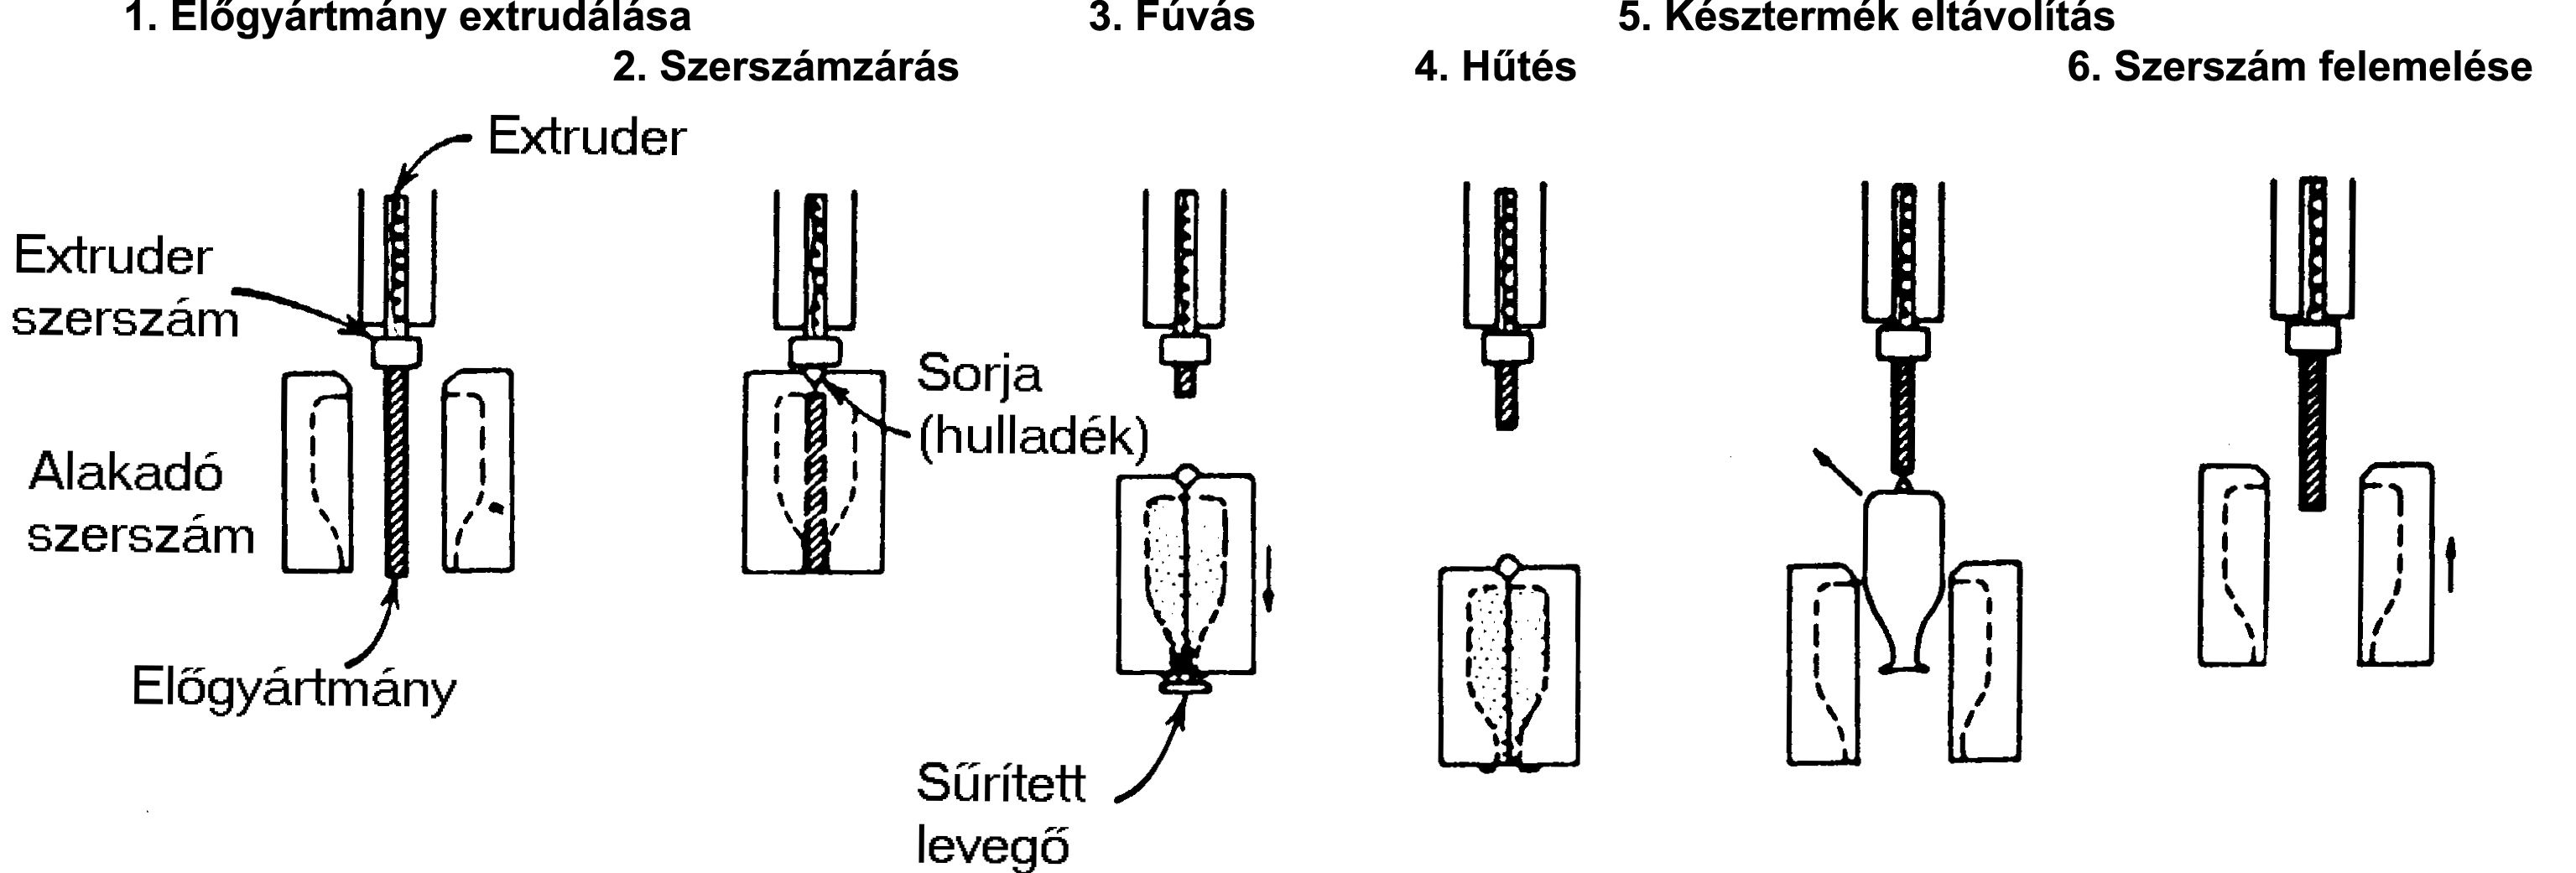 1. Előgyártmány extrudálása
2. Szerszámzárás
3. Fúvás
4. Hűtés
5. Késztermék eltávolítás
6. Szerszám felemelése
Extruder
Extruder
szerszám
Alakadó
szerszám
Előgyártmány
Sorja
(hulladék)
Sűrített
levegő